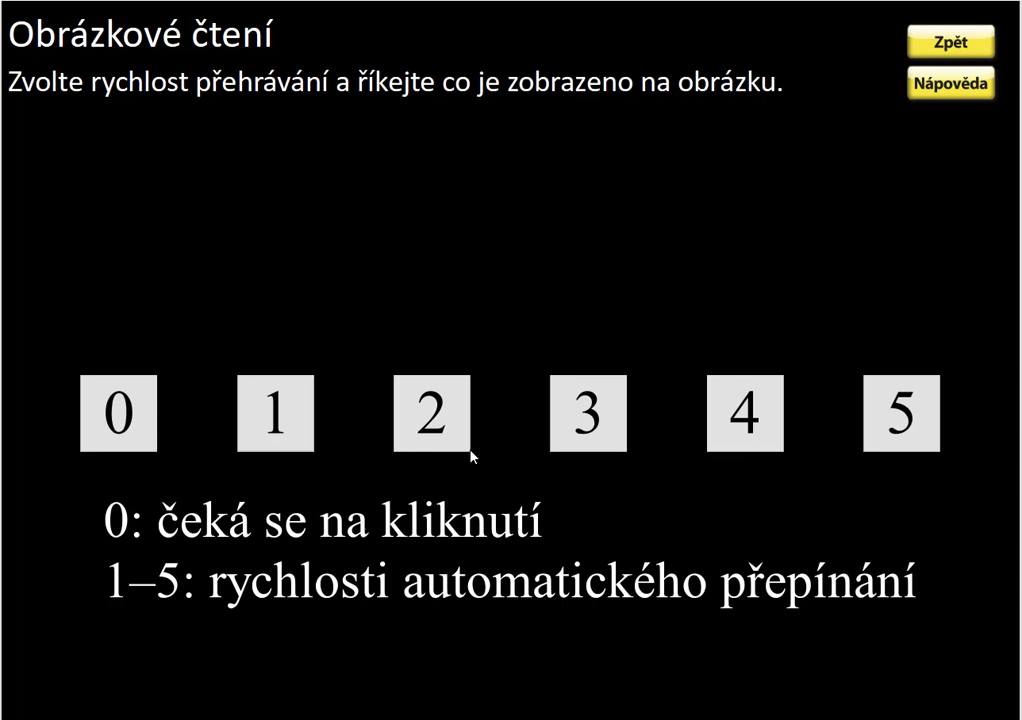 Obrázkové čtení
Zvolte rychlost přehrávání a říkejte co je zobrazeno na obrázku.
Zpět
Nápověda
0 1 2 3 4 5
0: čeká se na kliknutí
1–5: rychlosti automatického přepínání